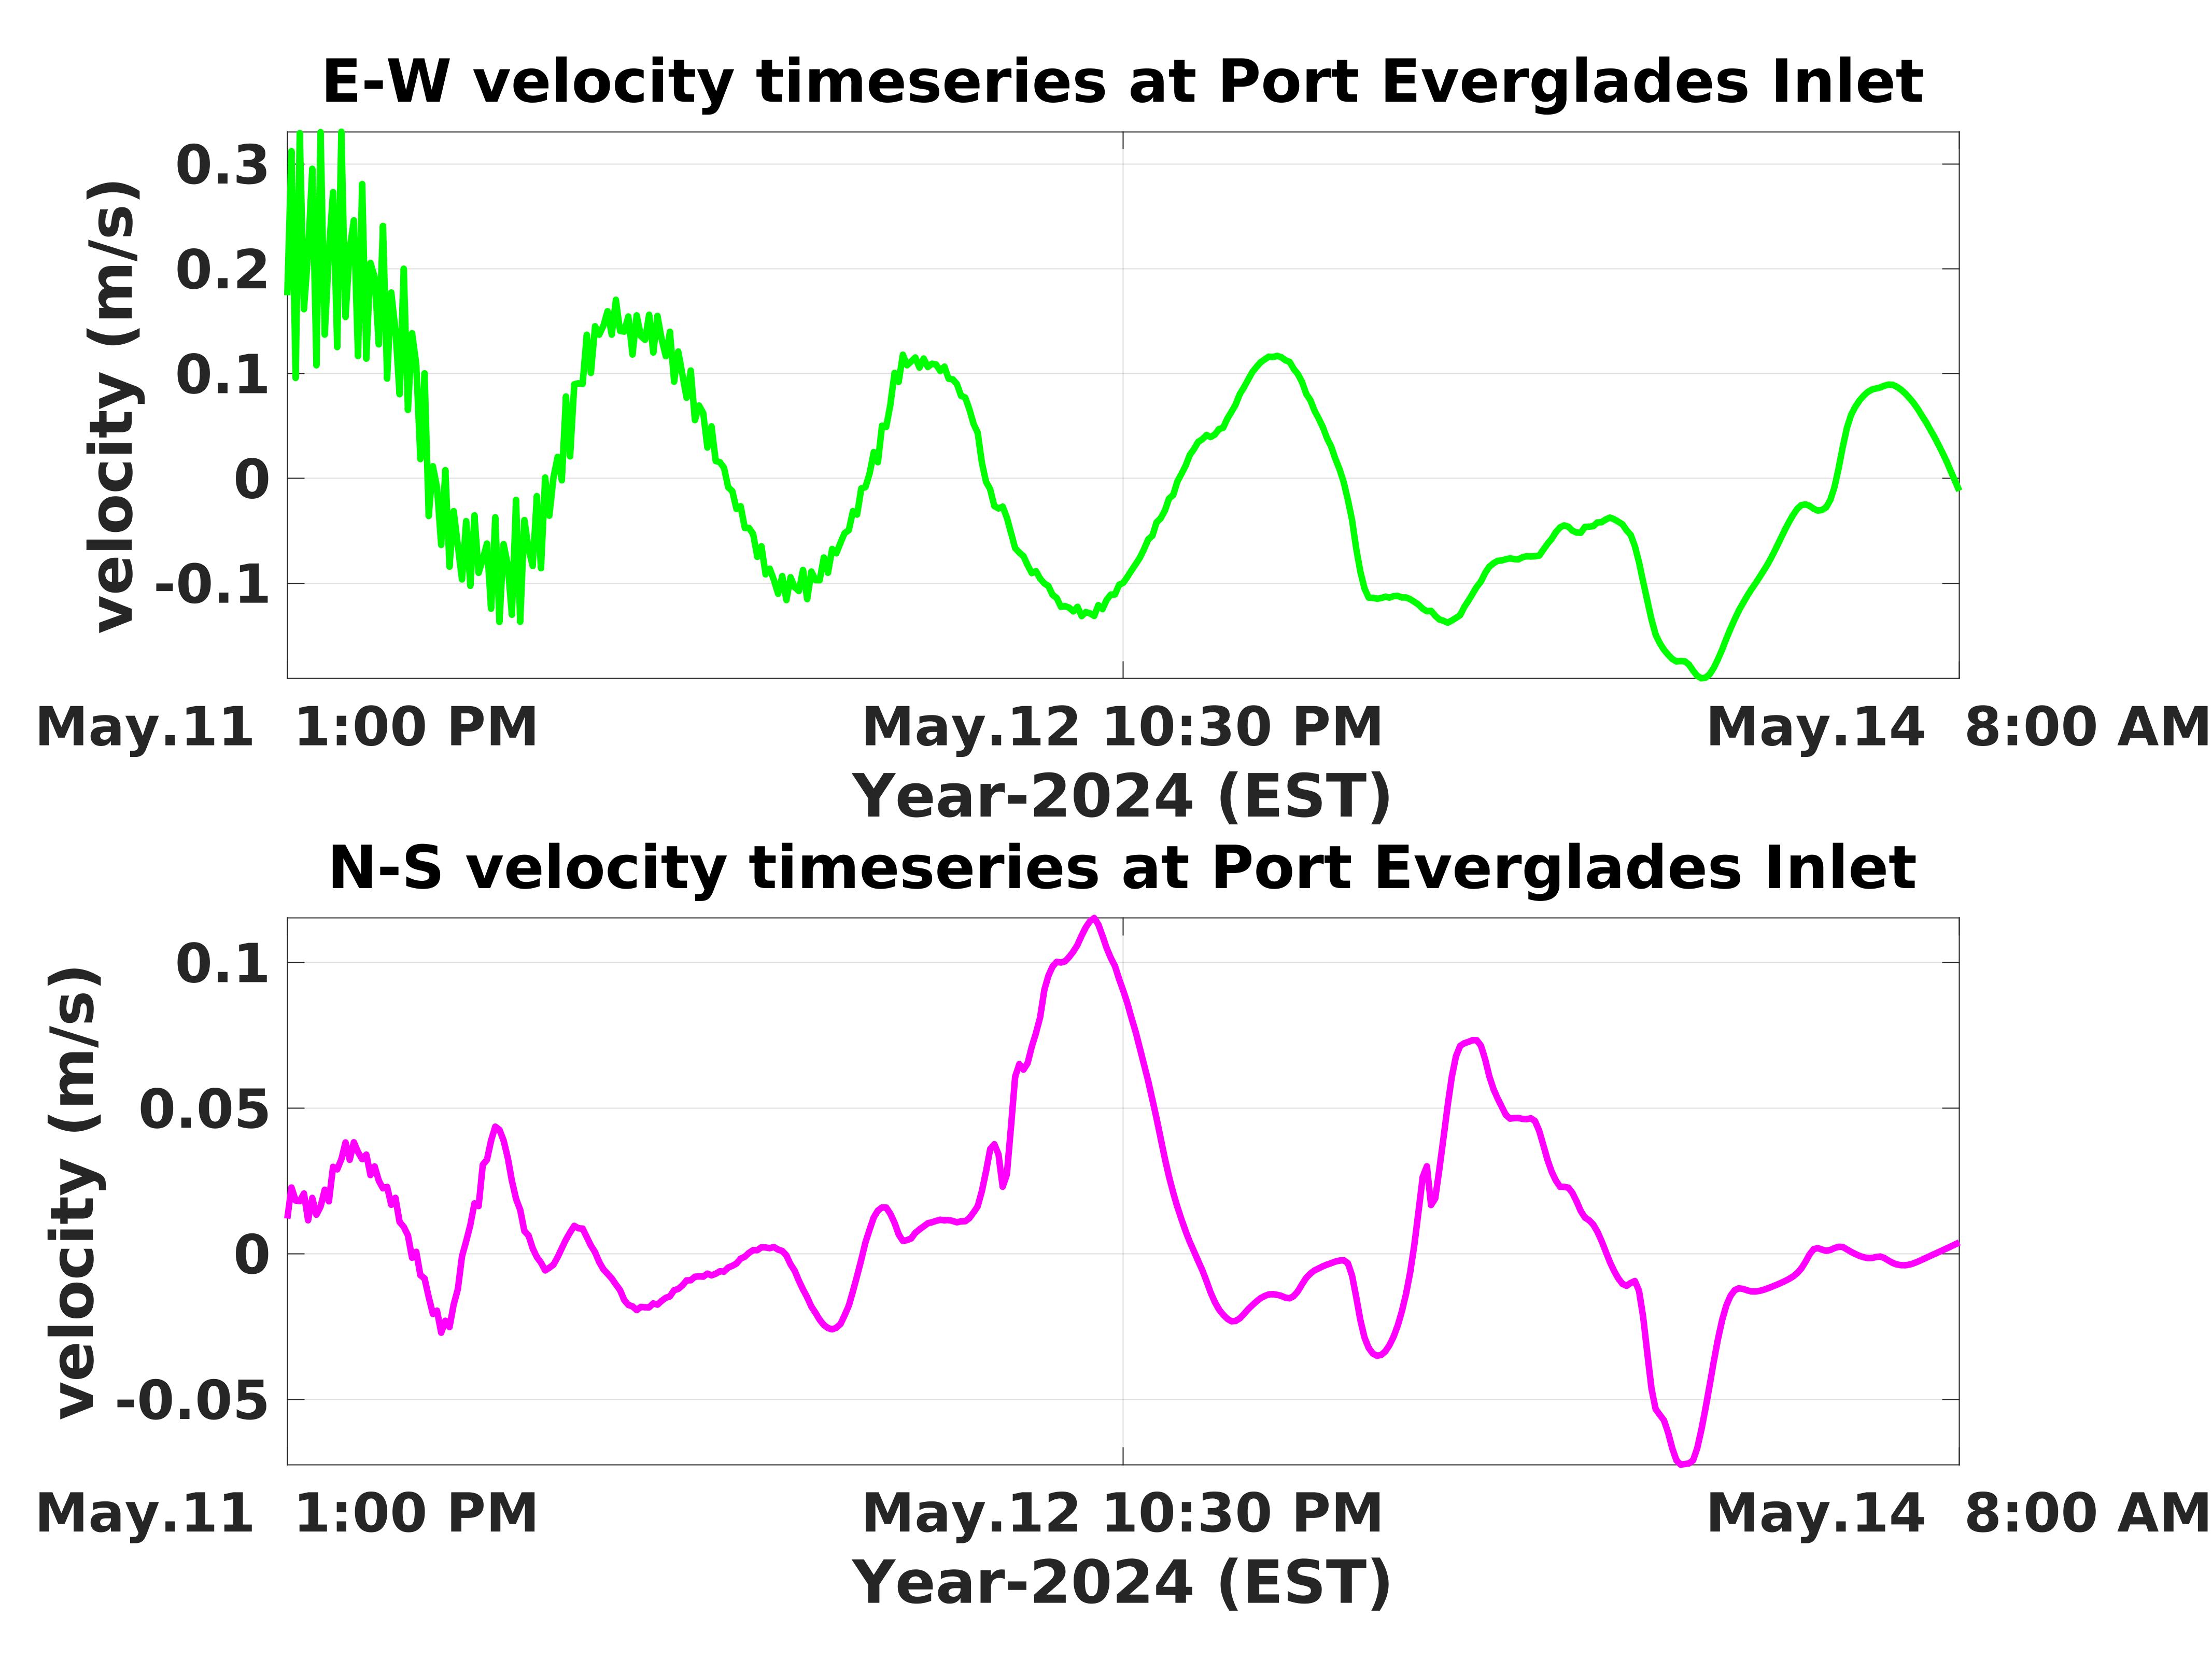 E-W velocity timeseries at Port Everglades Inlet
velocity (m/s)
0.3
0.2
0.1
0
-0.1
May.11  1:00 PM
May.12 10:30 PM
May.14  8:00 AM
Year-2024 (EST)
N-S velocity timeseries at Port Everglades Inlet
velocity (m/s)
0.1
0.05
0
-0.05
May.11  1:00 PM
May.12 10:30 PM
May.14  8:00 AM
Year-2024 (EST)